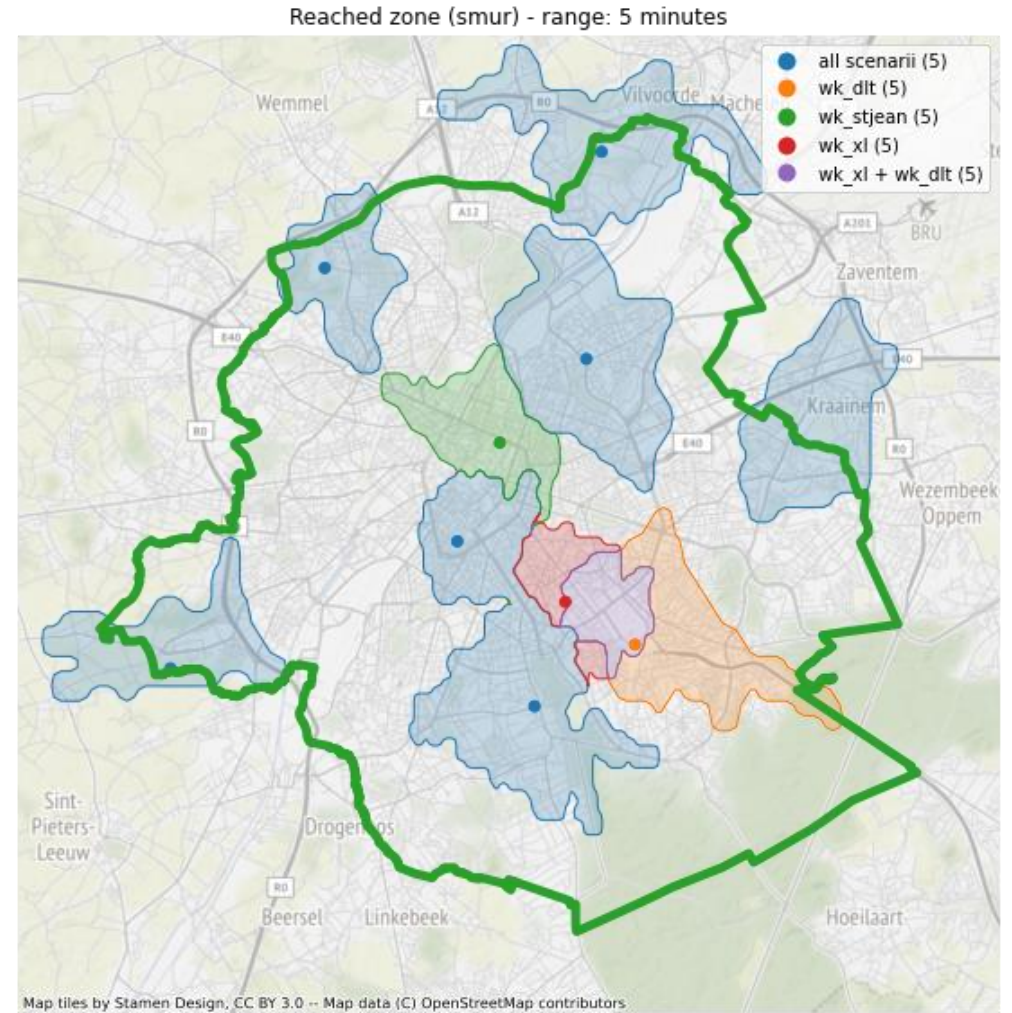 Reached zone (smur) - range: 5 minutes
all scenarii (5)
wk_dlt (5)
wk_stjean (5)
wk_xl (5)
wk_xl + wk_dlt (5)
Wemmel
R0
Vilvoorde
A12
A201
BRU
Zaventem
E40
E40
Kraainem
R0
E40
R0
Wezembeek
Oppem
Sint-
Pieters-
Leeuw
R0
Beersel
Linkebeek
Hoeilaart
Map tiles by Stamen Design, CC BY 3.0 -- Map data (C) OpenStreetMap contributors